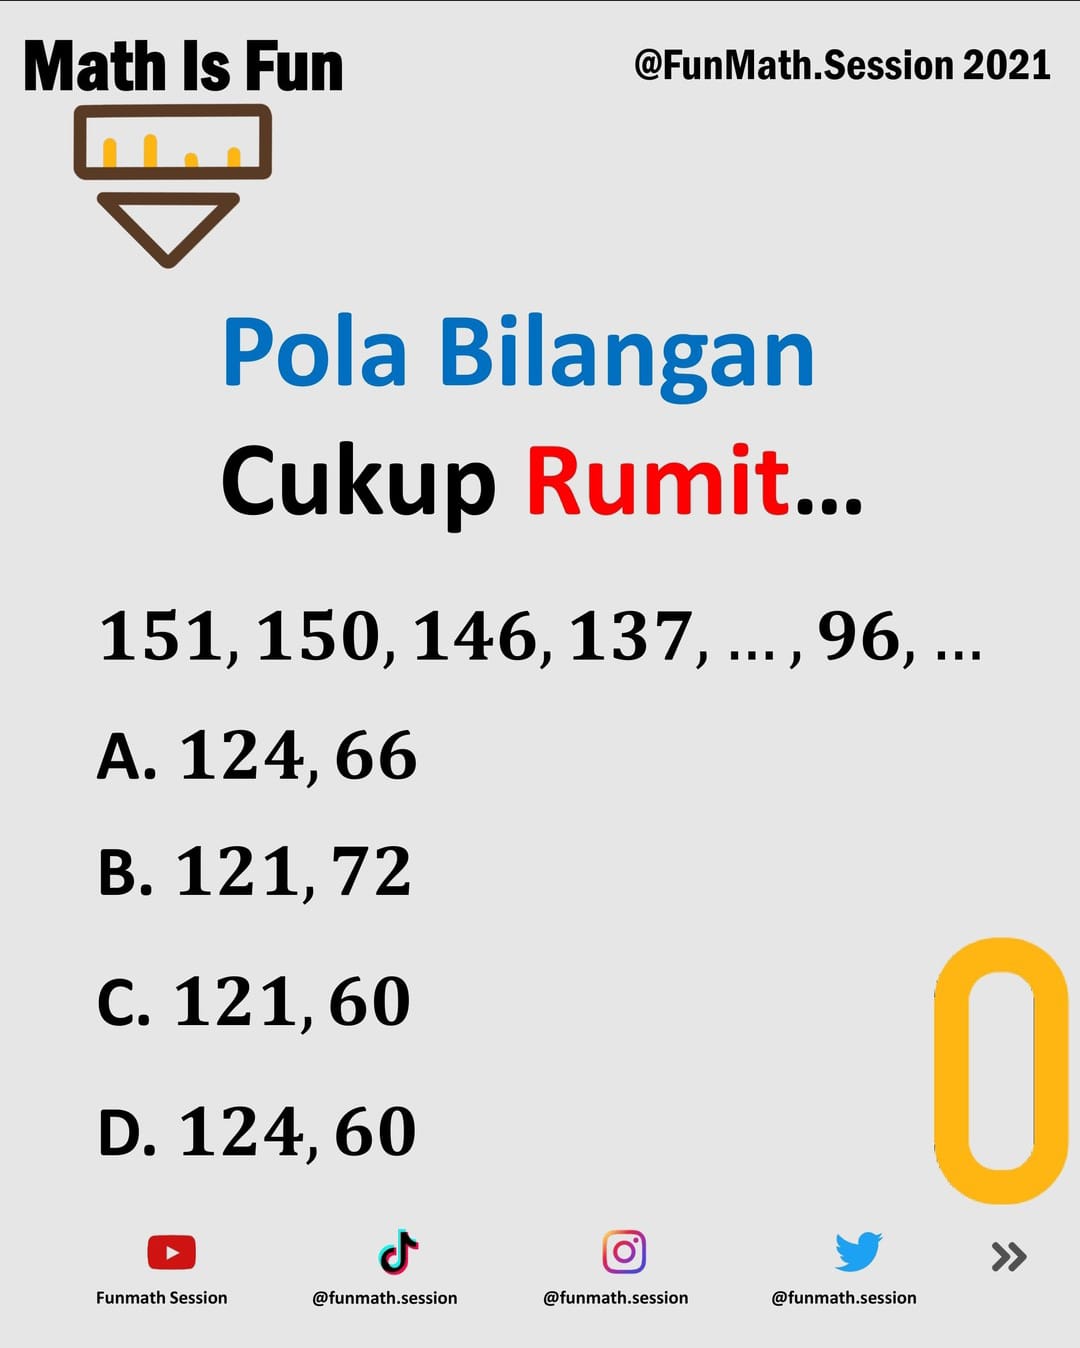 Math Is Fun
@FunMath.Session 2021
Pola Bilangan
Cukup Rumit...
151, 150, 146, 137, ... , 96, ...
A. 124, 66
B. 121, 72
C. 121, 60
D. 124, 60
0
Funmath Session
@funmath.session
@funmath.session
@funmath.session